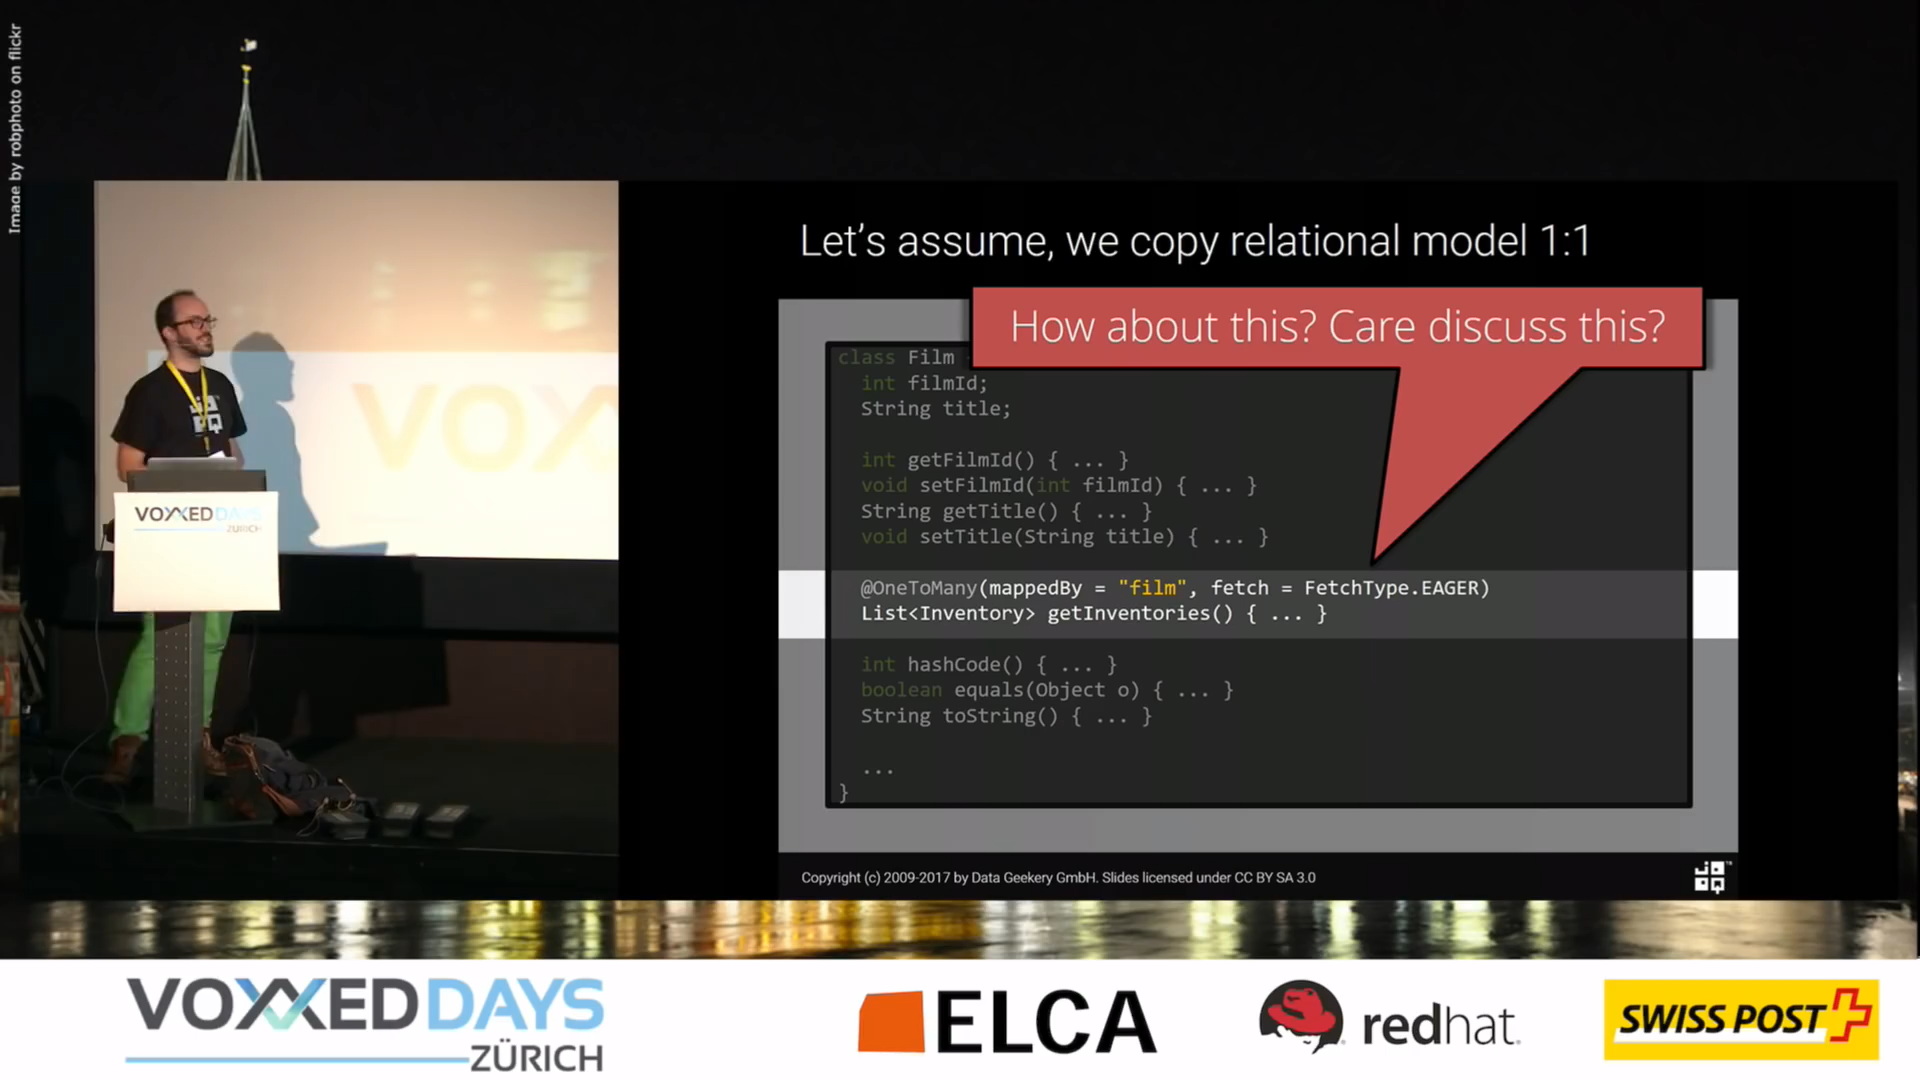 Image by robphoto on flickr
VOX
VOXXED DAYS
ZÜRICH
Let's assume, we copy relational model 1:1
How about this? Care discuss this?
class Film
int filmId;
String title;
int getFilmId() { ... }
void setFilmId(int filmId) { ... }
String getTitle() { ... }
void setTitle(String title) { ... }
@OneToMany(mappedBy = "film", fetch = FetchType.EAGER)
List<Inventory> getInventories() { ... }
int hashCode() { ... }
boolean equals(Object o) { ... }
String toString() { ... }
...
}
Copyright (c) 2009-2017 by Data Geekery GmbH. Slides licensed under CC BY SA 3.0
JOOQ™
VOXXED DAYS
ZÜRICH
ELCA
redhat.
SWISS POST